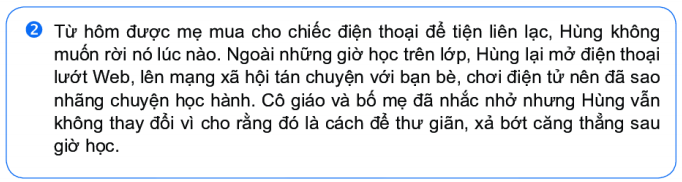 2 Từ hôm được mẹ mua cho chiếc điện thoại để tiện liên lạc, Hùng không
muốn rời nó lúc nào. Ngoài những giờ học trên lớp, Hùng lại mở điện thoại
lướt Web, lên mạng xã hội tán chuyện với bạn bè, chơi điện tử nên đã sao
nhãng chuyện học hành. Cô giáo và bố mẹ đã nhắc nhở nhưng Hùng vẫn
không thay đổi vì cho rằng đó là cách để thư giãn, xả bớt căng thẳng sau
giờ học.